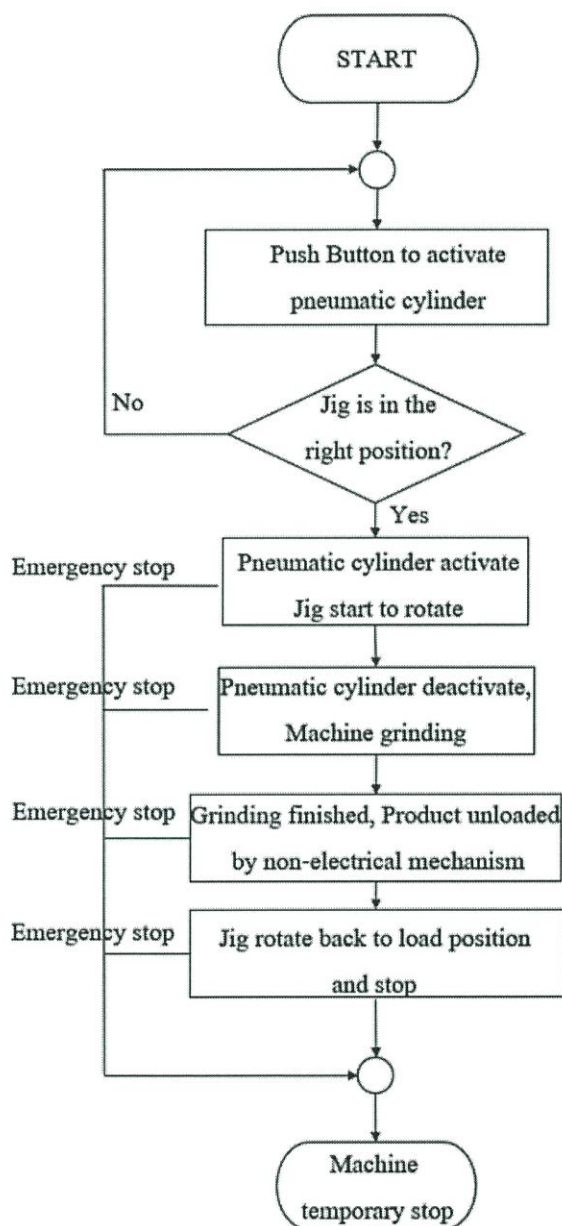 START
Push Button to activate
pneumatic cylinder
Jig is in the
right position?
No
Yes
Emergency stop
Pneumatic cylinder activate
Jig start to rotate
Emergency stop
Pneumatic cylinder deactivate,
Machine grinding
Emergency stop
Grinding finished, Product unloaded
by non-electrical mechanism
Emergency stop
Jig rotate back to load position
and stop
Machine
temporary stop